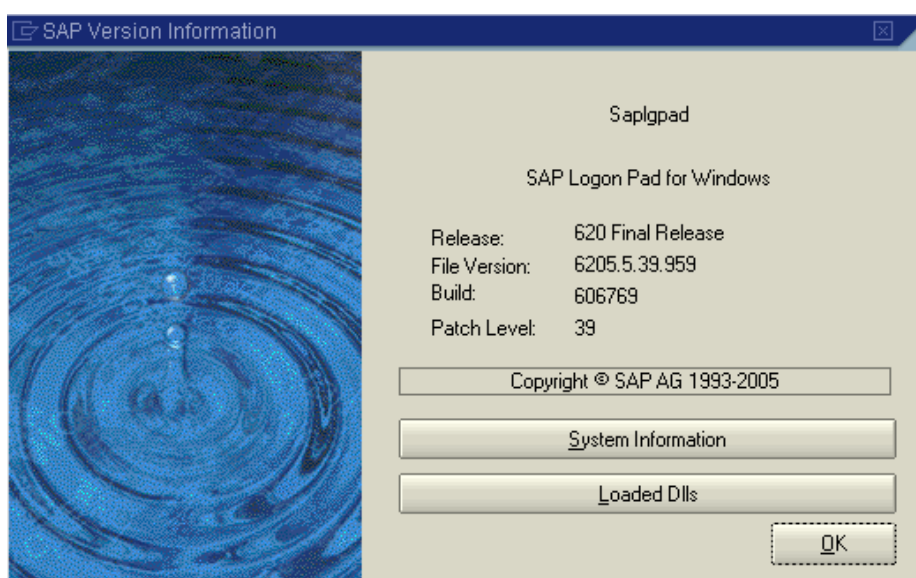 SAP Version Information
Saplgpad
SAP Logon Pad for Windows
Release: 620 Final Release
File Version: 6205.5.39.959
Build: 606769
Patch Level: 39
Copyright © SAP AG 1993-2005
System Information
Loaded Dlls
OK